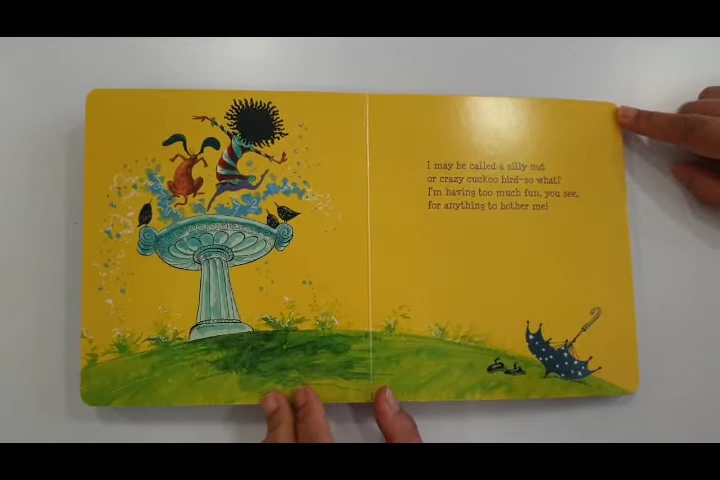 I may be called a silly nut
or crazy cuckoo bird–so what?
I'm having too much fun, you see,
for anything to bother me!